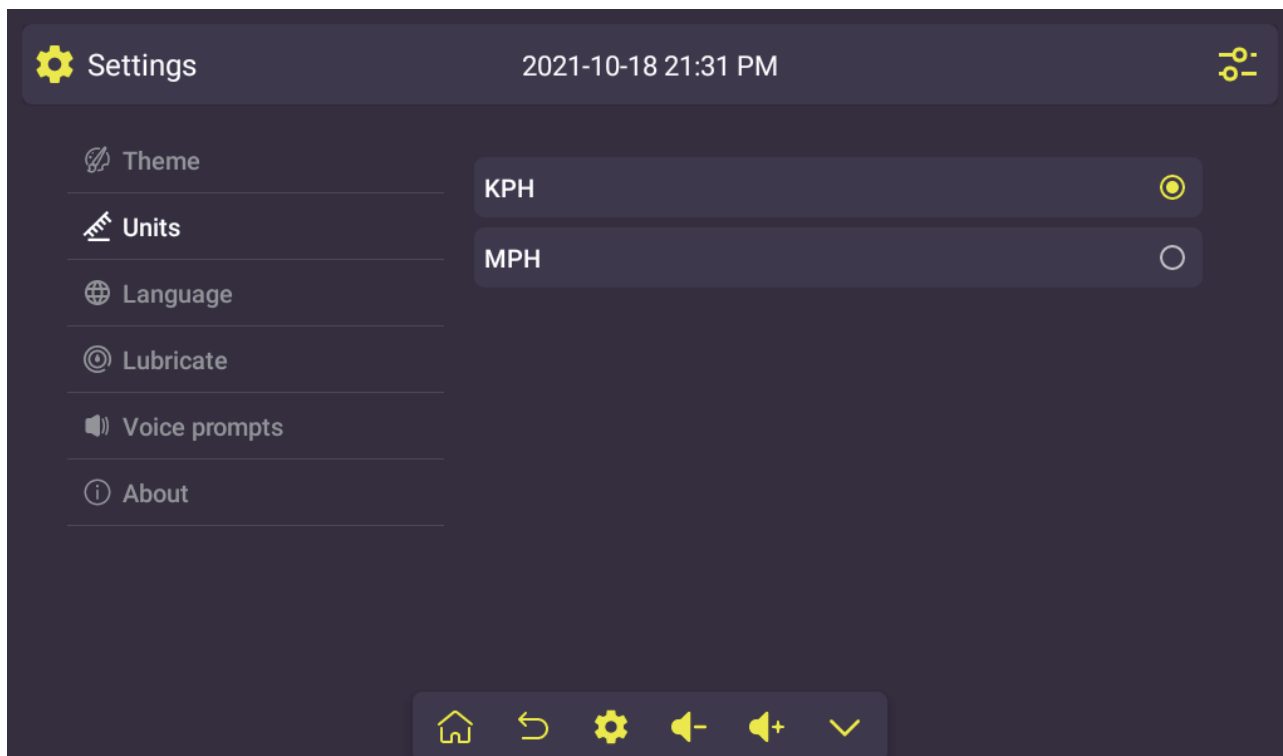 Settings
2021-10-18 21:31 PM
Theme
Units
Language
Lubricate
Voice prompts
About
KPH
MPH